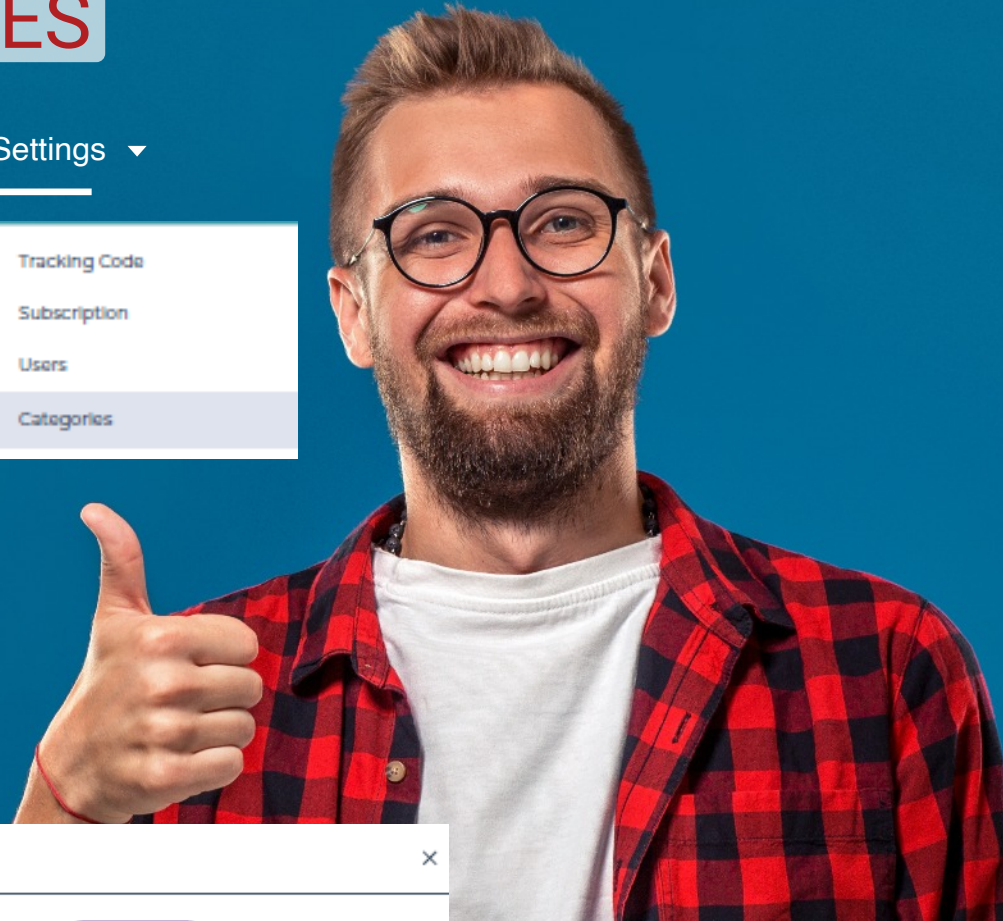 ES
Settings
Tracking Code
Subscription
Users
Categories